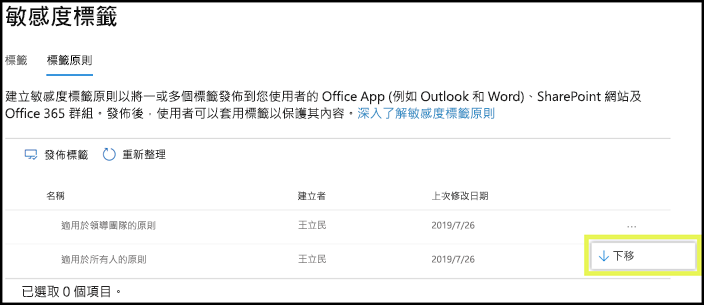 敏感度標籤
標籤 標籤原則
建立敏感度標籤原則以將一或多個標籤發佈到您使用者的 Office App (例如 Outlook 和 Word)、SharePoint 網站及
Office 365 群組。發佈後，使用者可以套用標籤以保護其內容。深入了解敏感度標籤原則
發佈標籤 重新整理
名稱 建立者 上次修改日期
適用於領導團隊的原則 王立民 2019/7/26 ...
適用於所有人的原則 王立民 2019/7/26 ↓ 下移
已選取 0 個項目。